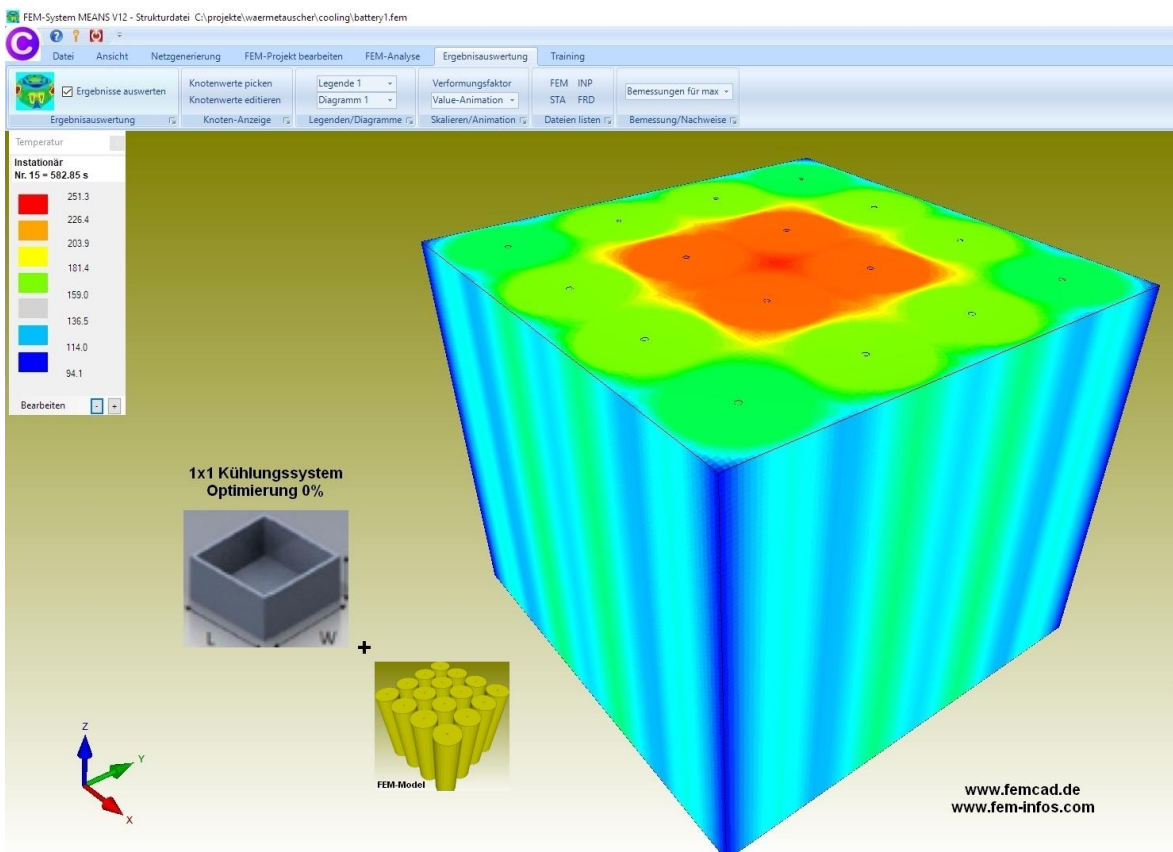 FEM-System MEANS V12 - Strukturdatei C:\projekte\waermetauscher\cooling\battery1.fem
Datei Ansicht Netzgenerierung FEM-Projekt bearbeiten FEM-Analyse Ergebnisauswertung Training
Ergebnisse auswerten
Ergebnisauswertung
Knotenwerte picken
Knotenwerte editieren
Knoten-Anzeige
Legende 1
Diagramm 1
Legenden/Diagramme
Verformungsfaktor
Value-Animation
Skalieren/Animation
FEM INP
STA FRD
Dateien listen
Bemessungen für max
Bemessung/Nachweise
Temperatur
Instationär
Nr. 15 = 582.85 s
251.3
226.4
203.9
181.4
159.0
136.5
114.0
94.1
Bearbeiten - +
1x1 Kühlungssystem
Optimierung 0%
L W
+
FEM-Model
Z
Y
X
www.femcad.de
www.fem-infos.com